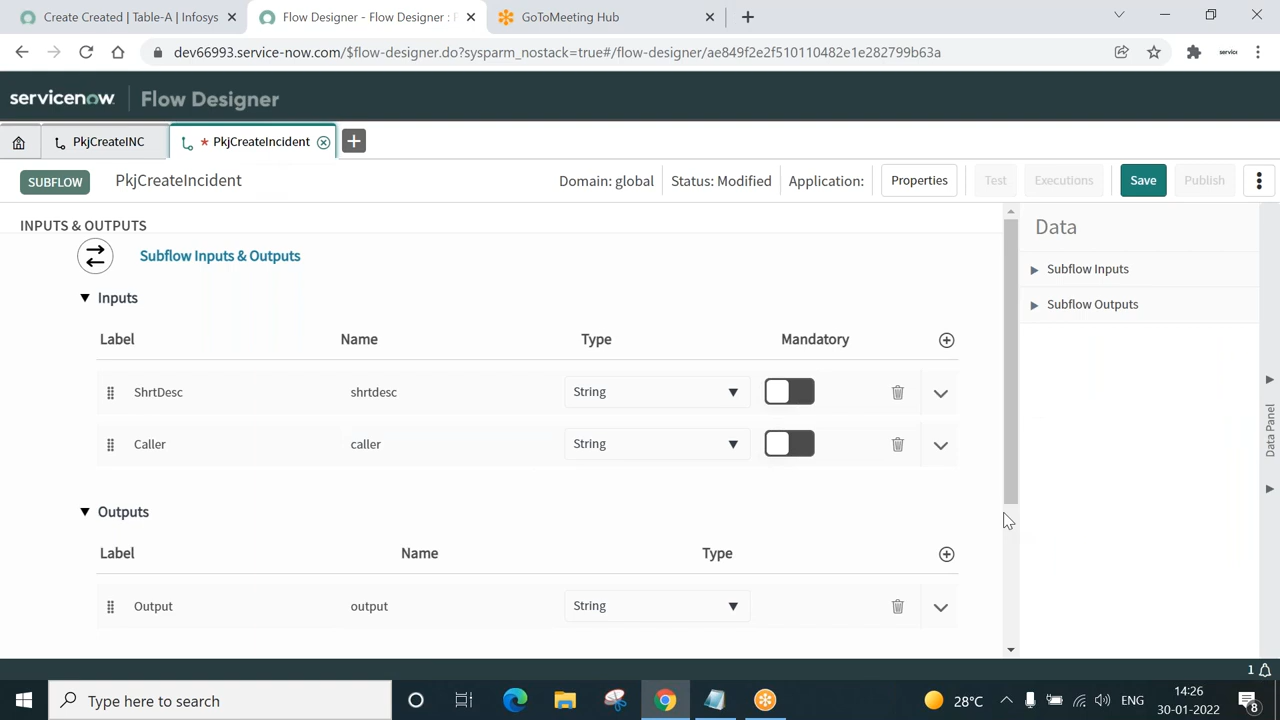 Create Created | Table-A | Infosys
Flow Designer - Flow Designer : F
GoToMeeting Hub
dev66993.service-now.com/$flow-designer.do?sysparm_nostack=true#/flow-designer/ae849f2e2f510110482e1e282799b63a
servicenow Flow Designer
PkjCreateINC
* PkjCreateIncident
SUBFLOW PkjCreateIncident Domain: global Status: Modified Application: Properties Test Executions Save Publish
INPUTS & OUTPUTS
Data
Subflow Inputs & Outputs
Subflow Inputs
Inputs
Subflow Outputs
Label Name Type Mandatory
ShrtDesc shrtdesc String
Caller caller String
Data Panel
Outputs
Label Name Type
Output output String
1
Type here to search
28°C
ENG
14:26
30-01-2022
8